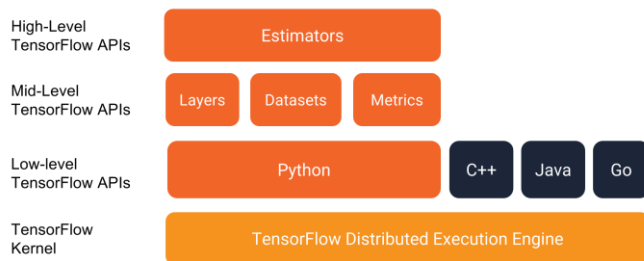 High-Level
TensorFlow APIs
Estimators
Mid-Level
TensorFlow APIs
Layers
Datasets
Metrics
Low-level
TensorFlow APIs
Python
C++
Java
Go
TensorFlow
Kernel
TensorFlow Distributed Execution Engine